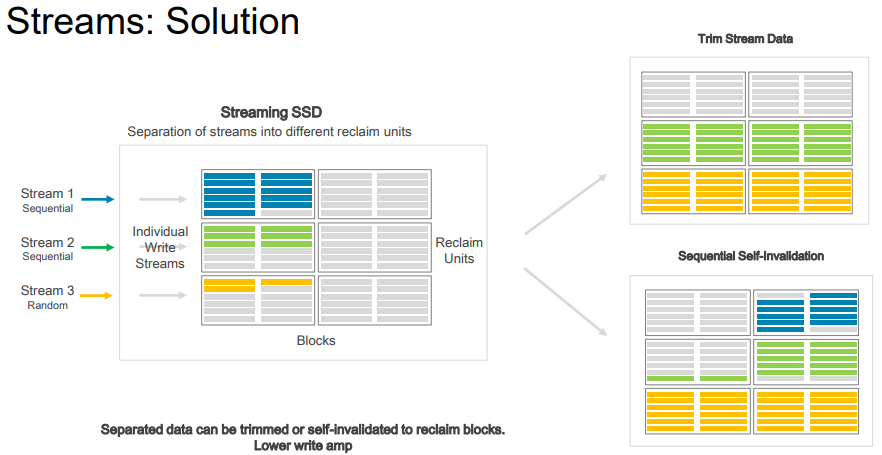 Streams: Solution
Trim Stream Data
Streaming SSD
Separation of streams into different reclaim units
Stream 1
Sequential
Stream 2
Sequential
Stream 3
Random
Individual
Write
Streams
Reclaim
Units
Blocks
Sequential Self-Invalidation
Separated data can be trimmed or self-invalidated to reclaim blocks.
Lower write amp